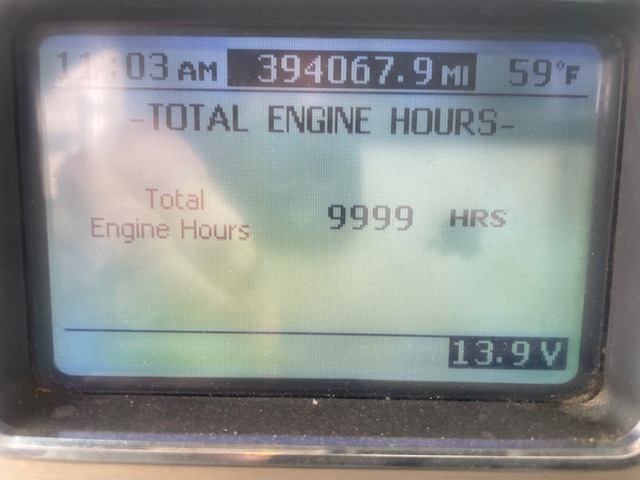 11:03 AM 394067.9 MI 59°F
-TOTAL ENGINE HOURS-
Total
Engine Hours 9999 HRS
13.9 V